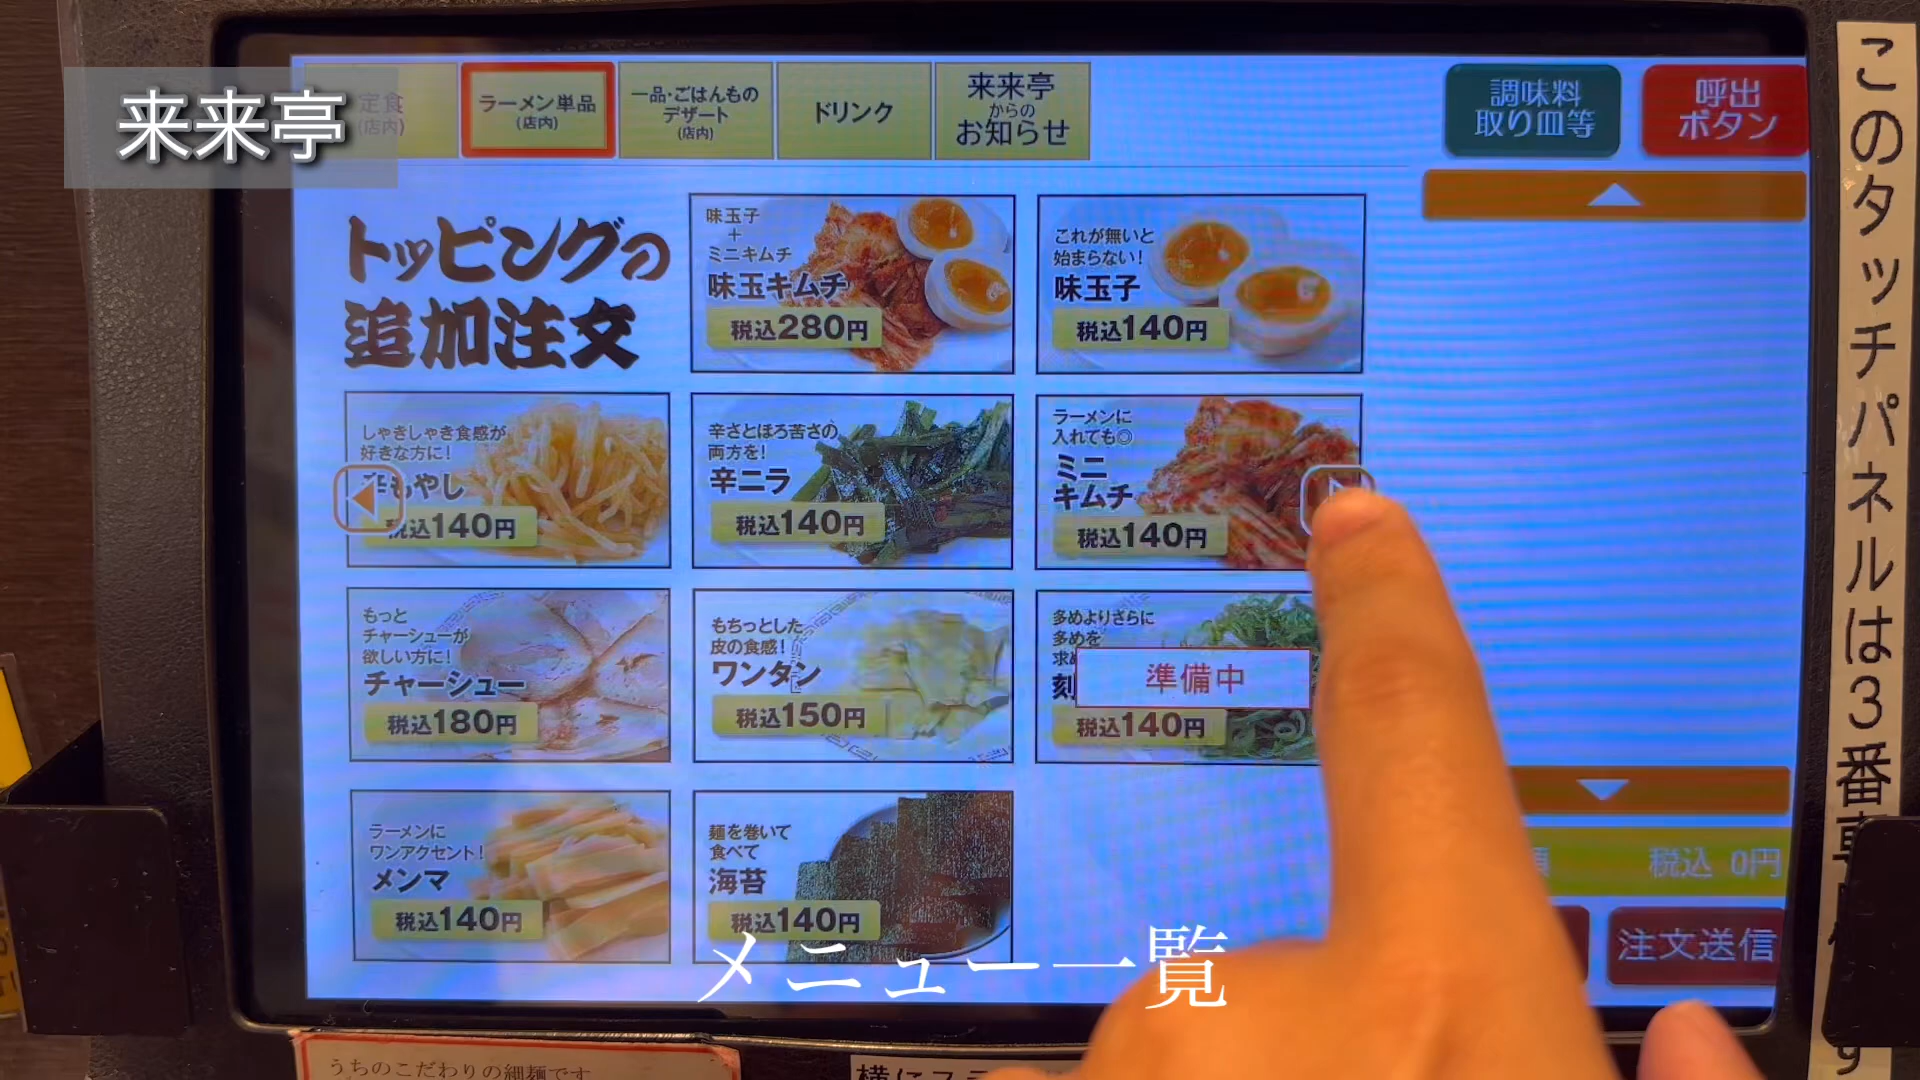 来来亭
定食
(店内)
ラーメン単品
(店内)
一品・ごはんもの
デザート
(店内)
ドリンク
来来亭
からの
お知らせ
調味料
取り皿等
呼出
ボタン
トッピングの
追加注文
味玉子
+
ミニキムチ
味玉キムチ
税込280円
これが無いと
始まらない!
味玉子
税込140円
しゃきしゃき食感が
好きな方に!
もやし
税込140円
辛さとほろ苦さの
両方を!
辛ニラ
税込140円
ラーメンに
入れても◎
ミニ
キムチ
税込140円
もっと
チャーシューが
欲しい方に!
チャーシュー
税込180円
もちっとした
皮の食感!
ワンタン
税込150円
多めよりさらに
多めを
求め
刻
準備中
税込140円
ラーメンに
ワンアクセント!
メンマ
税込140円
麺を巻いて
食べて
海苔
税込140円
税込 0円
注文送信
メニュー一覧
このタッチパネルは3番
うちのこだわりの細麺です